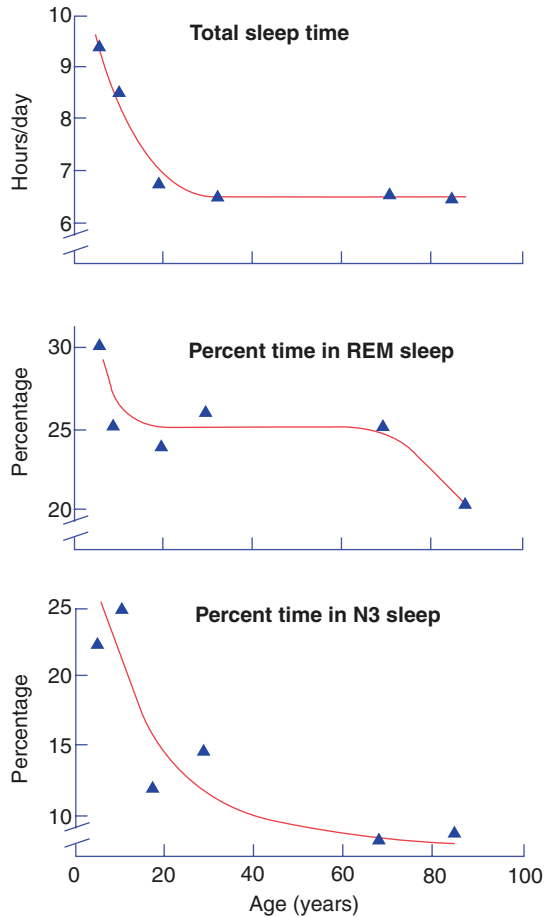 Total sleep time
Hours/day
10
9
8
7
6
Percent time in REM sleep
Percentage
30
25
20
Percent time in N3 sleep
Percentage
25
20
15
10
0 20 40 60 80 100
Age (years)